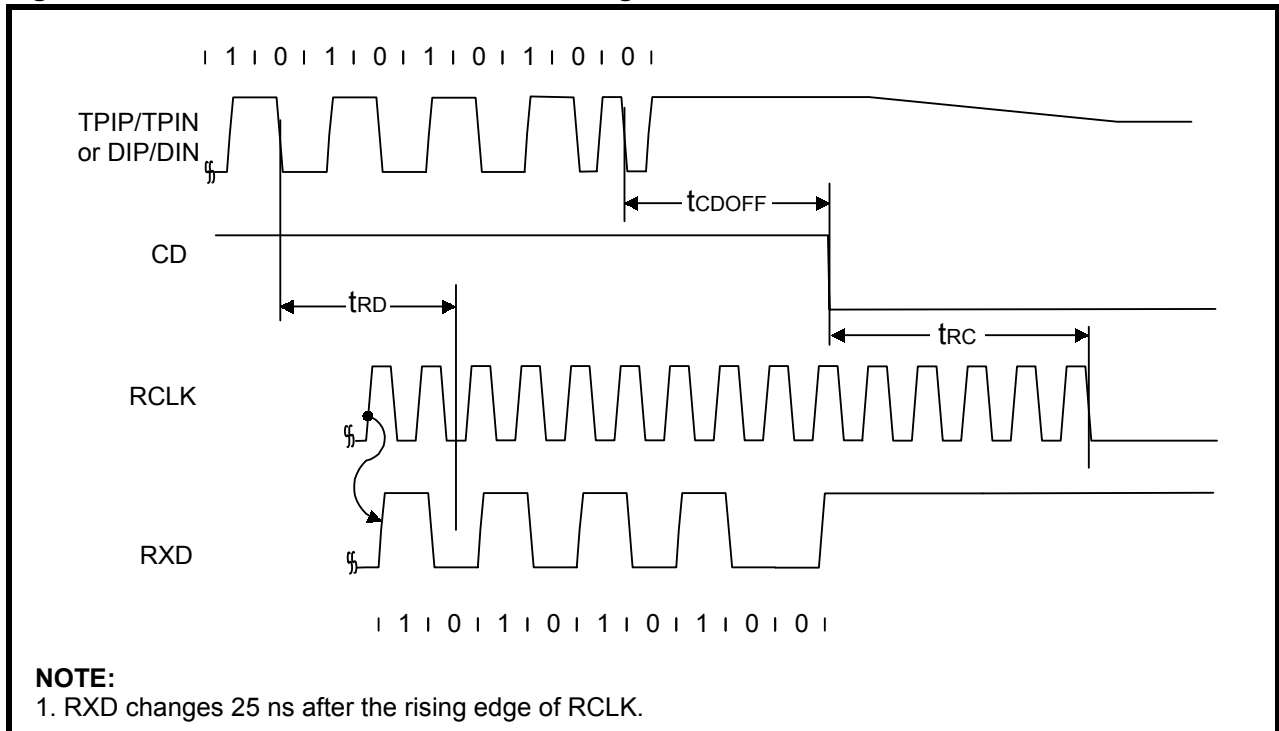 1 0 1 0 1 0 1 0 0
TPIP/TPIN
or DIP/DIN
tCDOFF
CD
tRD
tRC
RCLK
RXD
1 0 1 0 1 0 1 0 0
NOTE:
1. RXD changes 25 ns after the rising edge of RCLK.